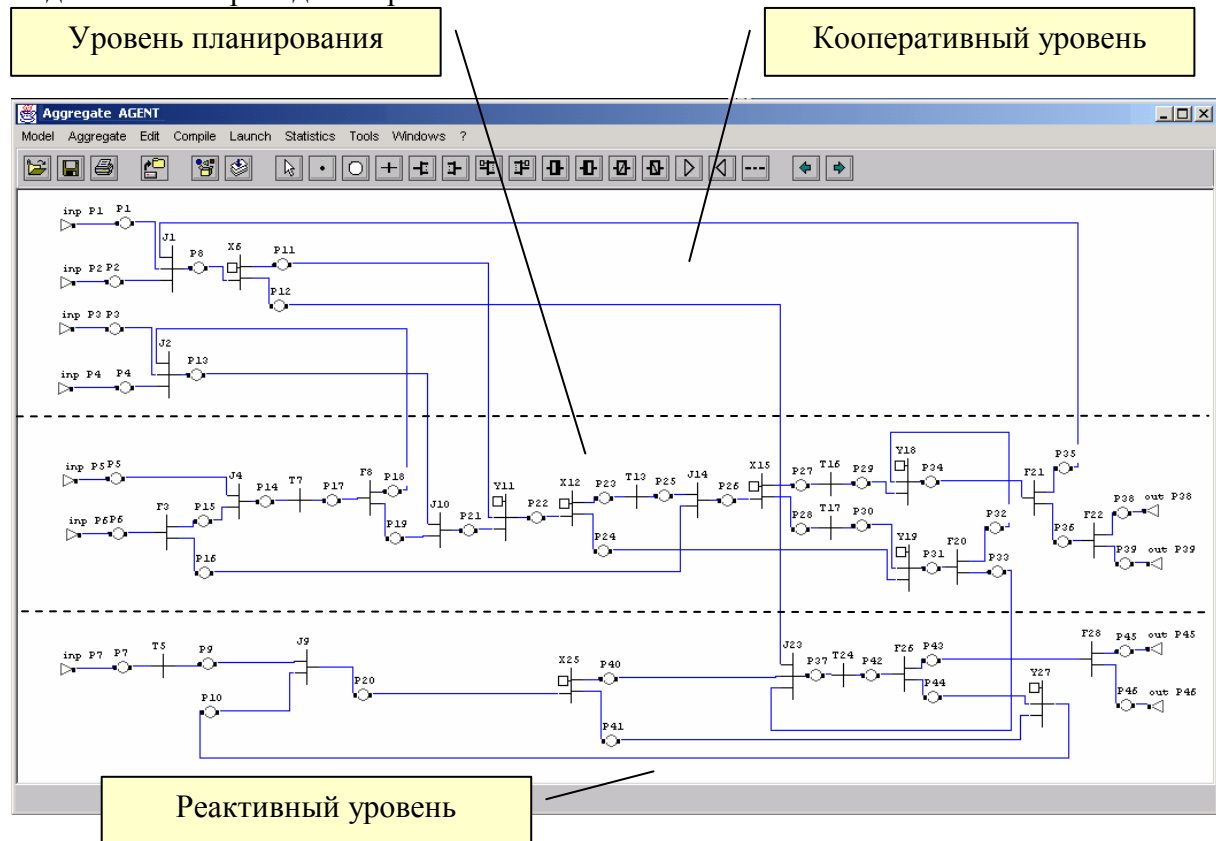 Уровень планирования
Кооперативный уровень
Aggregate AGENT
Model Aggregate Edit Compile Launch Statistics Tools Windows ?
inp P1 P1
J1
P8
X6
P11
inp P2 P2
P12
inp P3 P3
J2
P13
inp P4 P4
inp P5 P5
J4
P14
T7
P17
F8
P18
inp P6 P6
F3
P15
P16
P19
J10
P21
Y11
P22
X12
P23
T13
P25
J14
P26
X15
P27
T16
P29
Y18
P34
F21
P35
P24
P28
T17
P30
Y19
P31
F20
P32
P33
P36
F22
P38 out P38
P39 out P39
inp P7 P7
T5
P9
J9
P10
P20
X25
P40
P41
J23
P37
T24
P42
F26
P43
P44
Y27
F28
P45 out P45
P46 out P46
Реактивный уровень